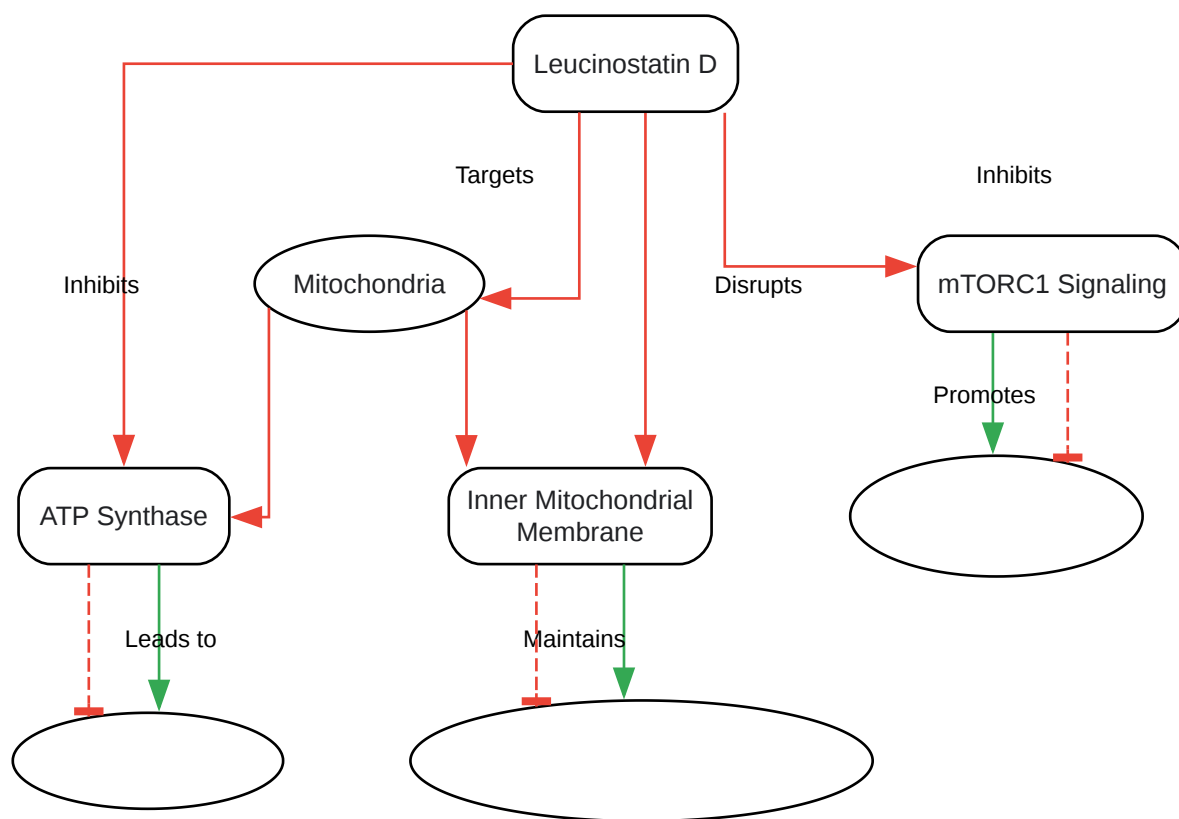 Leucinostatin D
Targets
Inhibits
Inhibits
Mitochondria
Disrupts
mTORC1 Signaling
Promotes
ATP Synthase
Inner Mitochondrial
Membrane
Leads to
Maintains